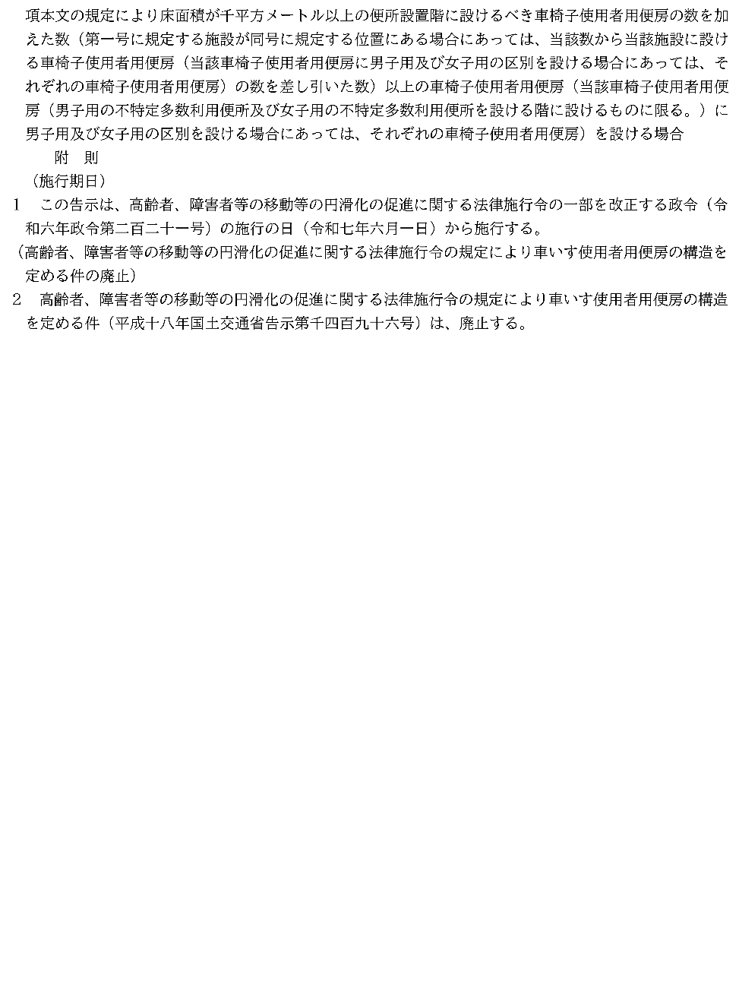 項本文の規定により床面積が千平方メートル以上の便所設置階に設けるべき車椅子使用者用便房の数を加
えた数（第一号に規定する施設が同号に規定する位置にある場合にあっては、当該数から当該施設に設け
る車椅子使用者用便房（当該車椅子使用者用便房に男子用及び女子用の区別を設ける場合にあっては、そ
れぞれの車椅子使用者用便房）の数を差し引いた数）以上の車椅子使用者用便房（当該車椅子使用者用便
房（男子用の不特定多数利用便所及び女子用の不特定多数利用便所を設ける階に設けるものに限る。）に
男子用及び女子用の区別を設ける場合にあっては、それぞれの車椅子使用者用便房）を設ける場合
附　則
（施行期日）
１　この告示は、高齢者、障害者等の移動等の円滑化の促進に関する法律施行令の一部を改正する政令（令
和六年政令第二百二十一号）の施行の日（令和七年六月一日）から施行する。
（高齢者、障害者等の移動等の円滑化の促進に関する法律施行令の規定により車いす使用者用便房の構造を
定める件の廃止）
２　高齢者、障害者等の移動等の円滑化の促進に関する法律施行令の規定により車いす使用者用便房の構造
を定める件（平成十八年国土交通省告示第千四百九十六号）は、廃止する。